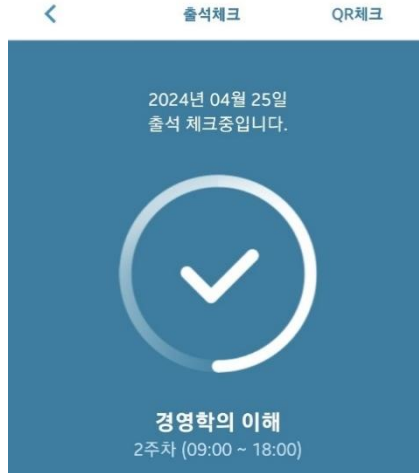 출석체크 QR체크
2024년 04월 25일
출석 체크중입니다.
경영학의 이해
2주차 (09:00 ~ 18:00)